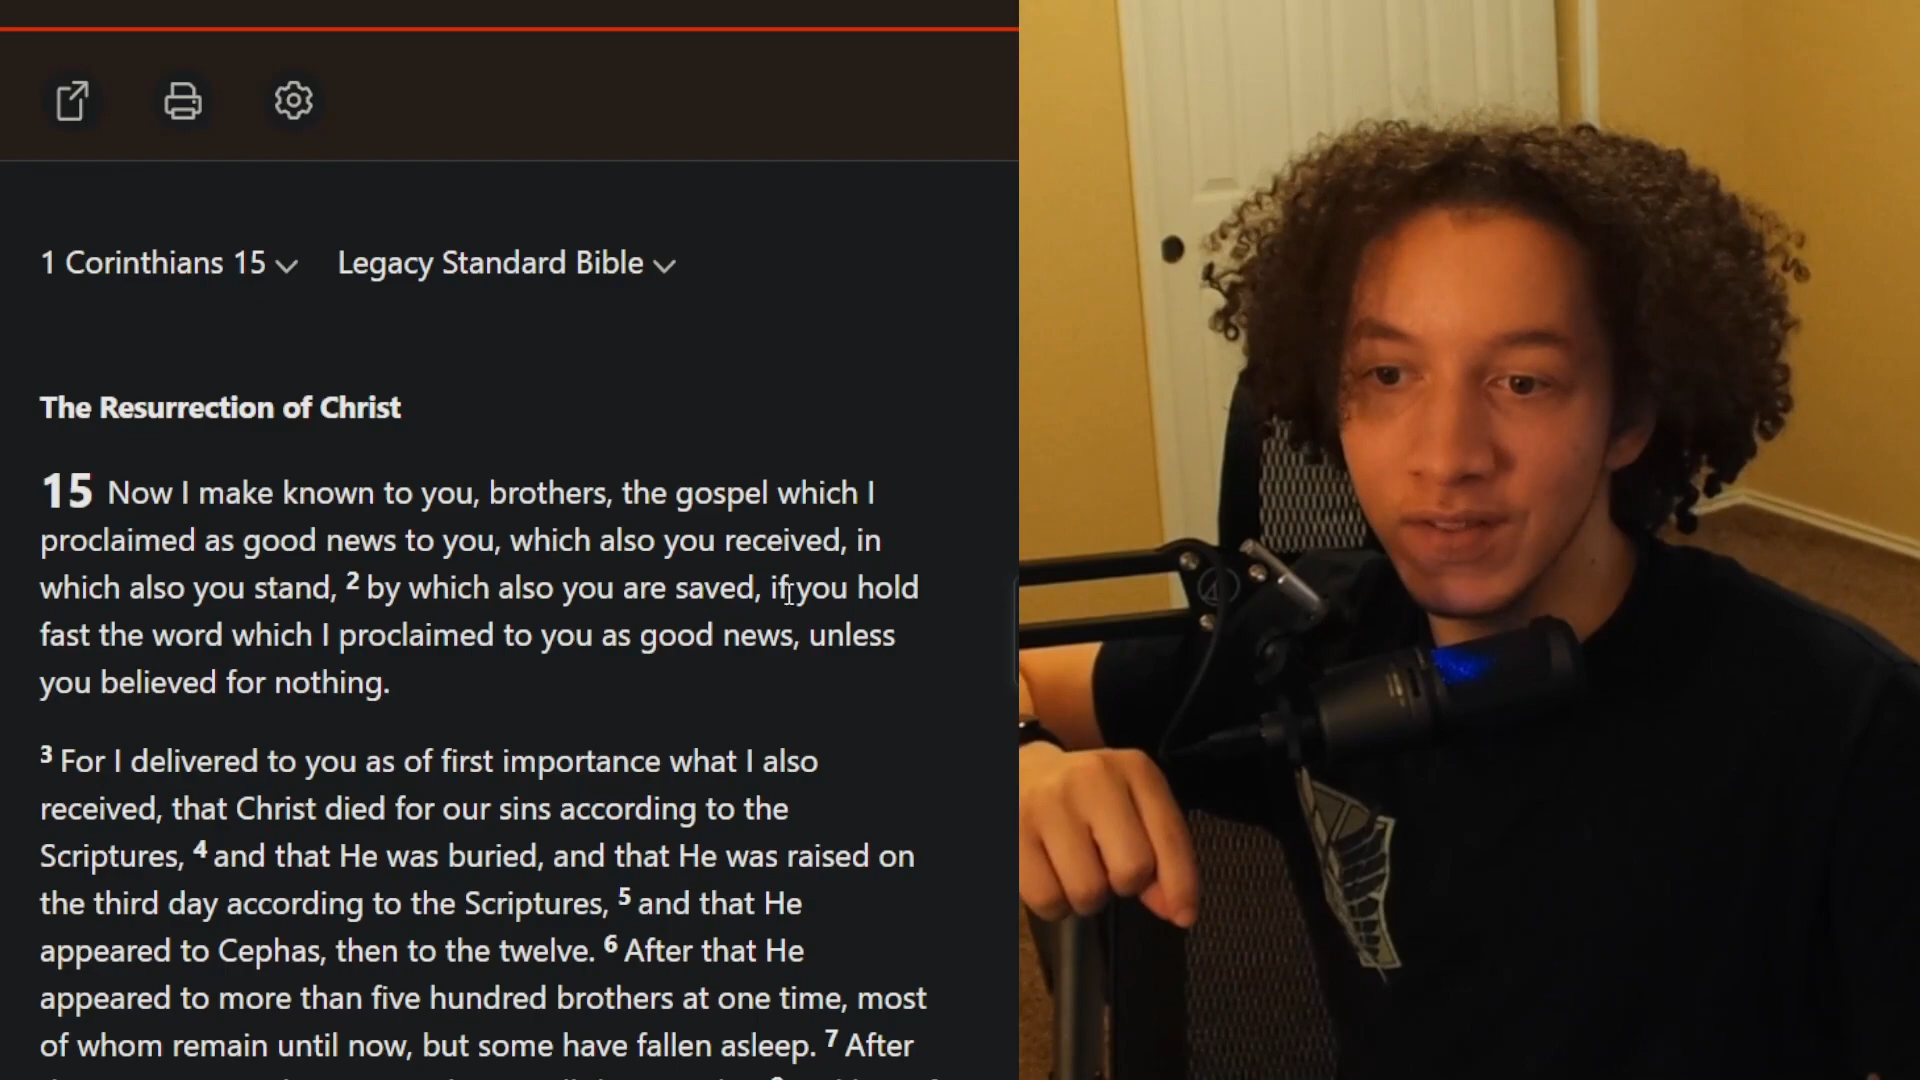 1 Corinthians 15 Legacy Standard Bible
The Resurrection of Christ
15 Now I make known to you, brothers, the gospel which I
proclaimed as good news to you, which also you received, in
which also you stand, 2 by which also you are saved, if you hold
fast the word which I proclaimed to you as good news, unless
you believed for nothing.
3 For I delivered to you as of first importance what I also
received, that Christ died for our sins according to the
Scriptures, 4 and that He was buried, and that He was raised on
the third day according to the Scriptures, 5 and that He
appeared to Cephas, then to the twelve. 6 After that He
appeared to more than five hundred brothers at one time, most
of whom remain until now, but some have fallen asleep. 7 After